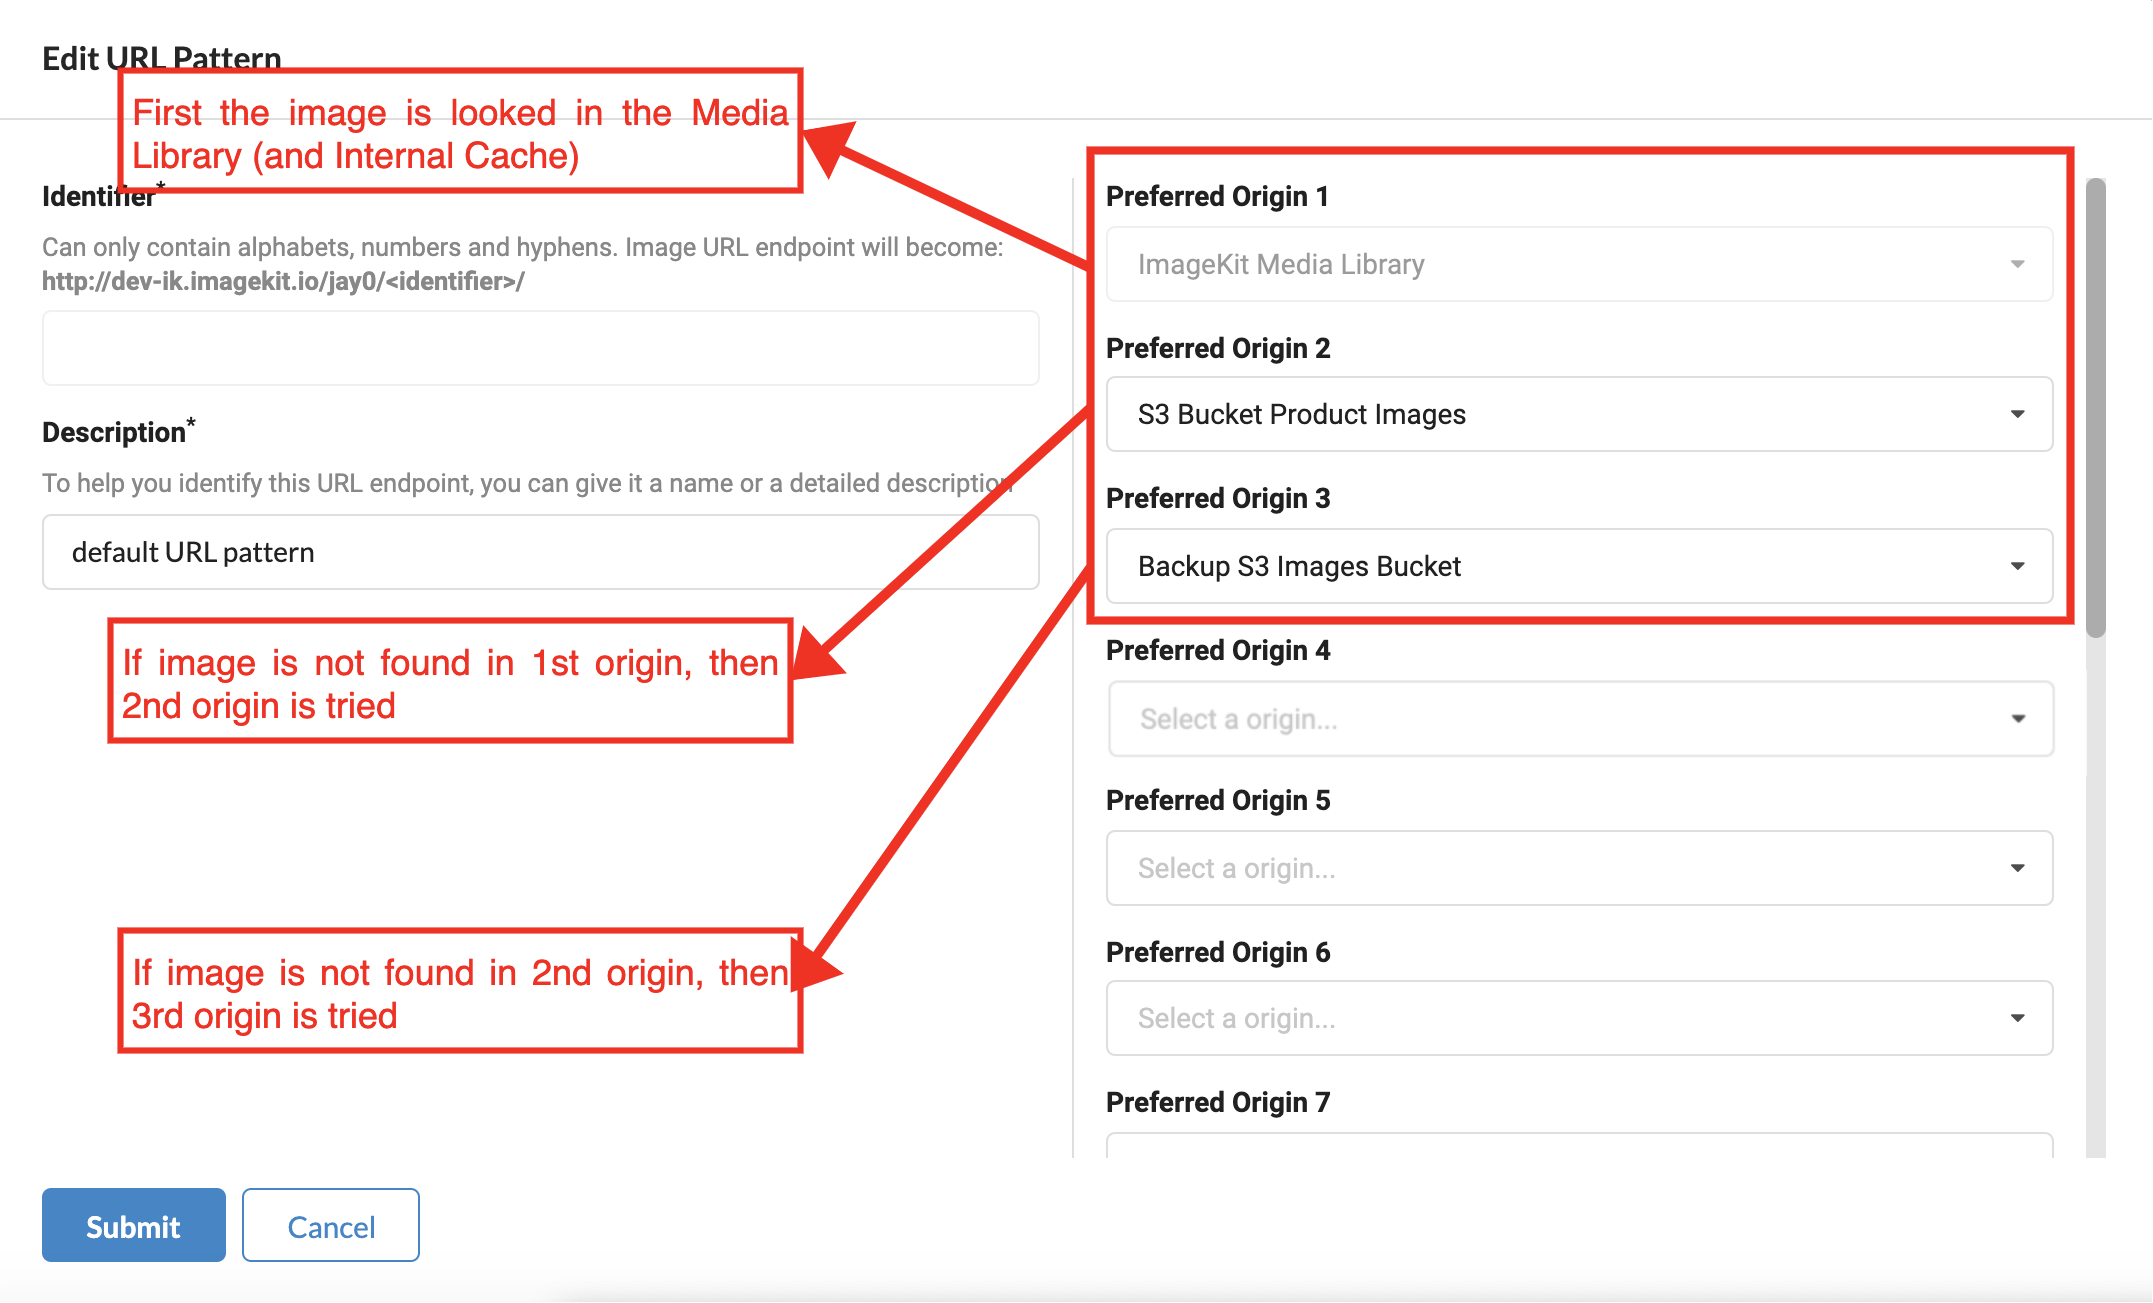 Edit URL Pattern
First the image is looked in the Media
Library (and Internal Cache)
Identifier*
Can only contain alphabets, numbers and hyphens. Image URL endpoint will become:
http://dev-ik.imagekit.io/jay0/<identifier>/
Description*
To help you identify this URL endpoint, you can give it a name or a detailed description
default URL pattern
If image is not found in 1st origin, then
2nd origin is tried
If image is not found in 2nd origin, then
3rd origin is tried
Preferred Origin 1
ImageKit Media Library
Preferred Origin 2
S3 Bucket Product Images
Preferred Origin 3
Backup S3 Images Bucket
Preferred Origin 4
Select a origin...
Preferred Origin 5
Select a origin...
Preferred Origin 6
Select a origin...
Preferred Origin 7
Submit
Cancel